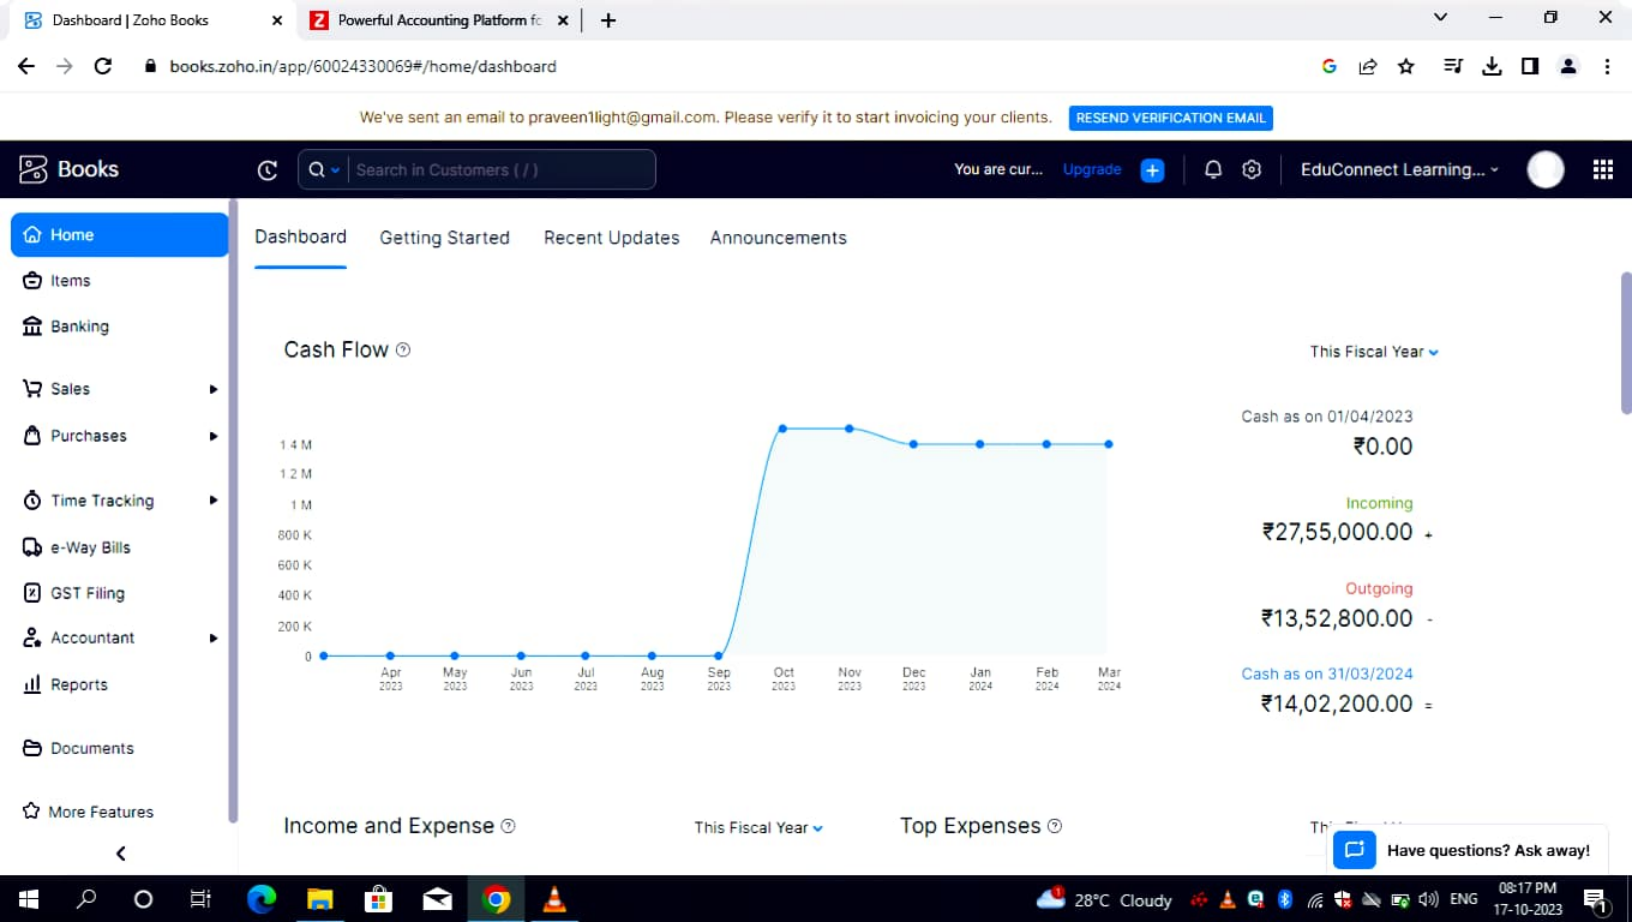 Dashboard | Zoho Books
Powerful Accounting Platform fo
books.zoho.in/app/60024330069#/home/dashboard
We've sent an email to praveen1light@gmail.com. Please verify it to start invoicing your clients. RESEND VERIFICATION EMAIL
Books
Search in Customers ( / )
You are cur... Upgrade
EduConnect Learning...
Home
Items
Banking
Sales
Purchases
Time Tracking
e-Way Bills
GST Filing
Accountant
Reports
Documents
More Features
Dashboard Getting Started Recent Updates Announcements
Cash Flow
This Fiscal Year
1.4 M
1.2 M
1 M
800 K
600 K
400 K
200 K
0
Apr 2023
May 2023
Jun 2023
Jul 2023
Aug 2023
Sep 2023
Oct 2023
Nov 2023
Dec 2023
Jan 2024
Feb 2024
Mar 2024
Cash as on 01/04/2023
₹0.00
Incoming
₹27,55,000.00 +
Outgoing
₹13,52,800.00 -
Cash as on 31/03/2024
₹14,02,200.00 =
Income and Expense
This Fiscal Year
Top Expenses
Have questions? Ask away!
1
28°C Cloudy
ENG
08:17 PM
17-10-2023
1